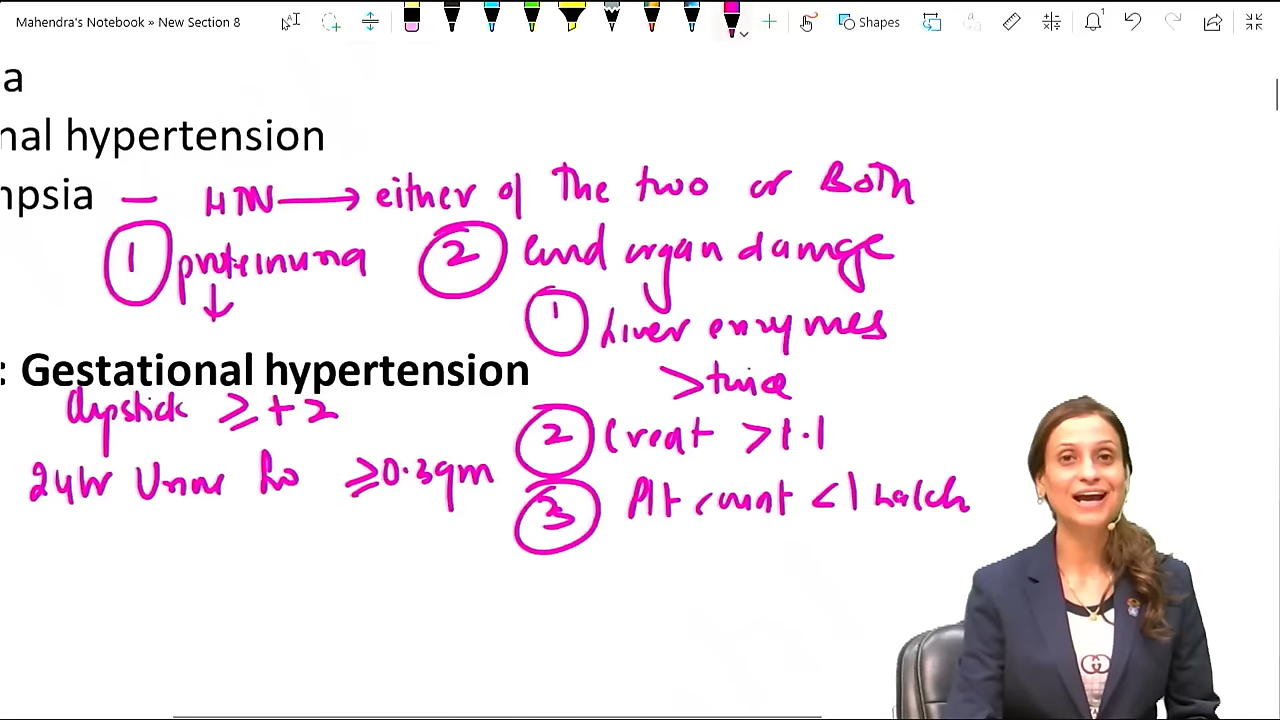 Mahendra's Notebook » New Section 8
Shapes
a
nal hypertension
mpsia – HTN → either of the two or Both
1 proteinuria 2 end organ damage
↓
1 Liver enzymes
> twice
: Gestational hypertension
dipstick ≥ +2
2 Creat > 1.1
24hr Urine ≥ 0.3gm
3 Plt count < 1 lakh